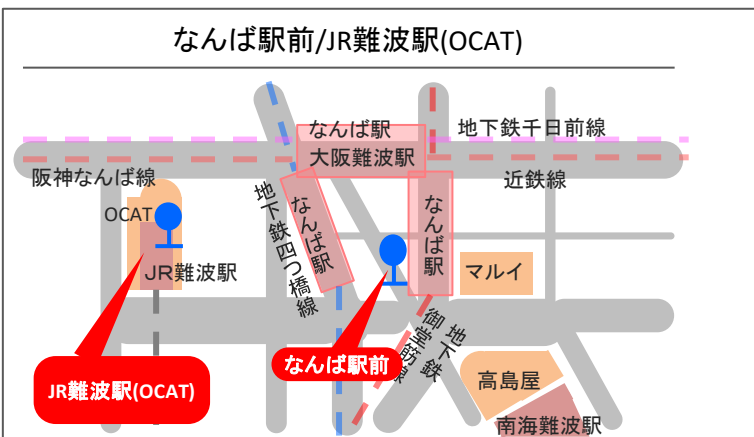 なんば駅前/JR難波駅(OCAT)
なんば駅
大阪難波駅
地下鉄千日前線
阪神なんば線
近鉄線
OCAT
JR難波駅
地下鉄四つ橋線
なんば駅
なんば駅
マルイ
地下鉄
御堂筋線
なんば駅前
JR難波駅(OCAT)
高島屋
南海難波駅